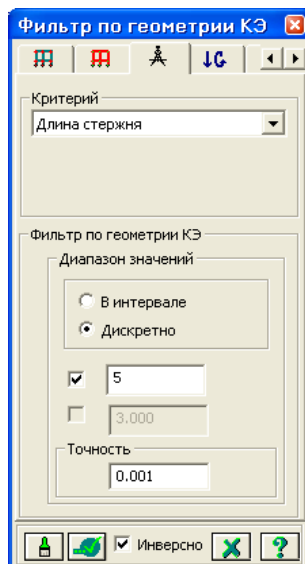 Фильтр по геометрии КЭ
Критерий
Длина стержня
Фильтр по геометрии КЭ
Диапазон значений
В интервале
Дискретно
5
3.000
Точность
0.001
Инверсно
?